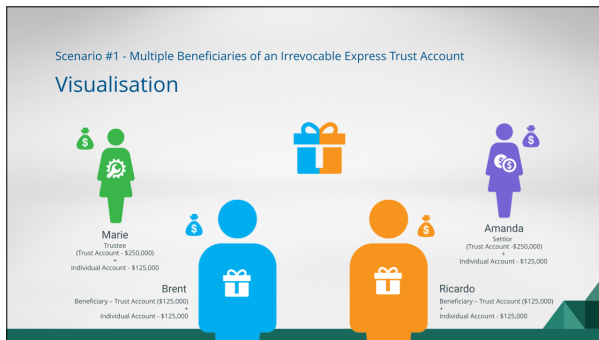 Scenario #1 - Multiple Beneficiaries of an Irrevocable Express Trust Account
Visualisation
$
$
Marie
Trustee
(Trust Account - $250,000)
+
Individual Account - $125,000
Amanda
Settlor
(Trust Account -$250,000)
+
Individual Account - $125,000
$
$
$
Brent
Beneficiary – Trust Account ($125,000)
+
Individual Account - $125,000
Ricardo
Beneficiary – Trust Account ($125,000)
+
Individual Account - $125,000